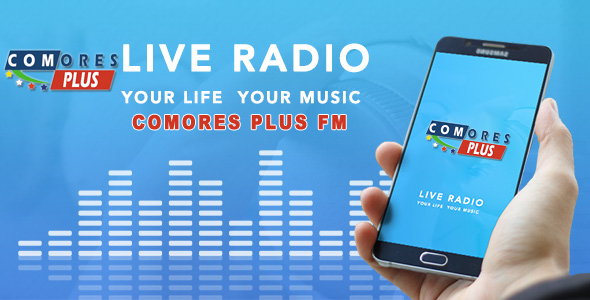 COMORES
PLUS
LIVE RADIO
YOUR LIFE YOUR MUSIC
COMORES PLUS FM
SAMSUNG
COMORES
PLUS
LIVE RADIO
YOUR LIFE YOUR MUSIC